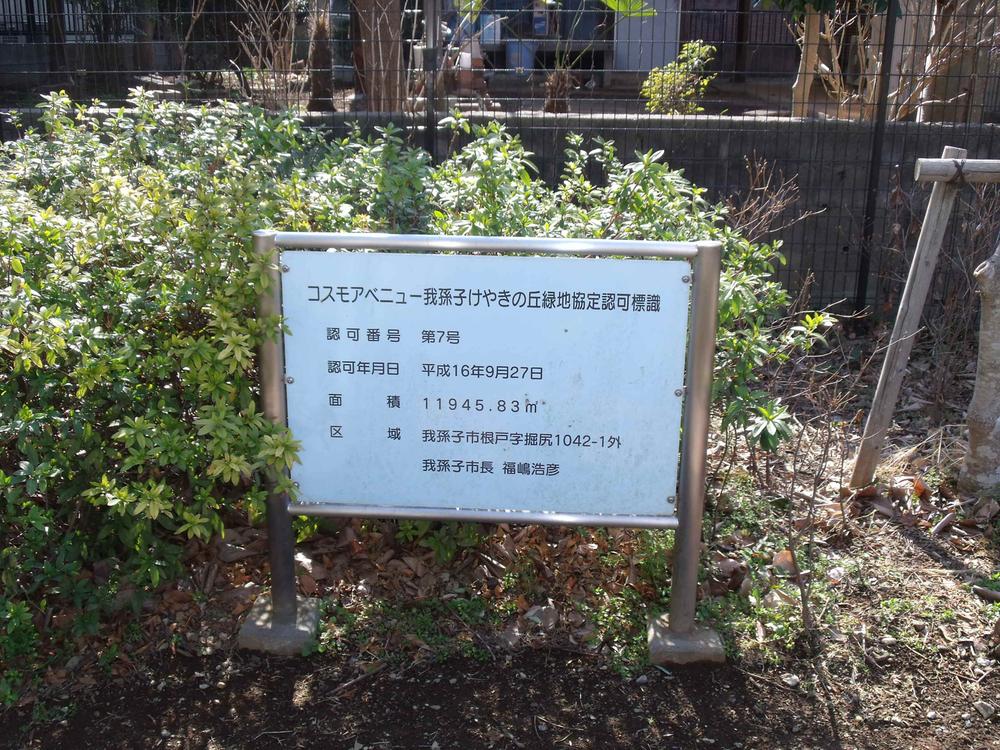 コスモアベニュー我孫子けやきの丘緑地協定認可標識
認可番号 第7号
認可年月日 平成16年9月27日
面積 11945.83㎡
区域 我孫子市根戸字掘尻1042-1外
我孫子市長 福嶋浩彦